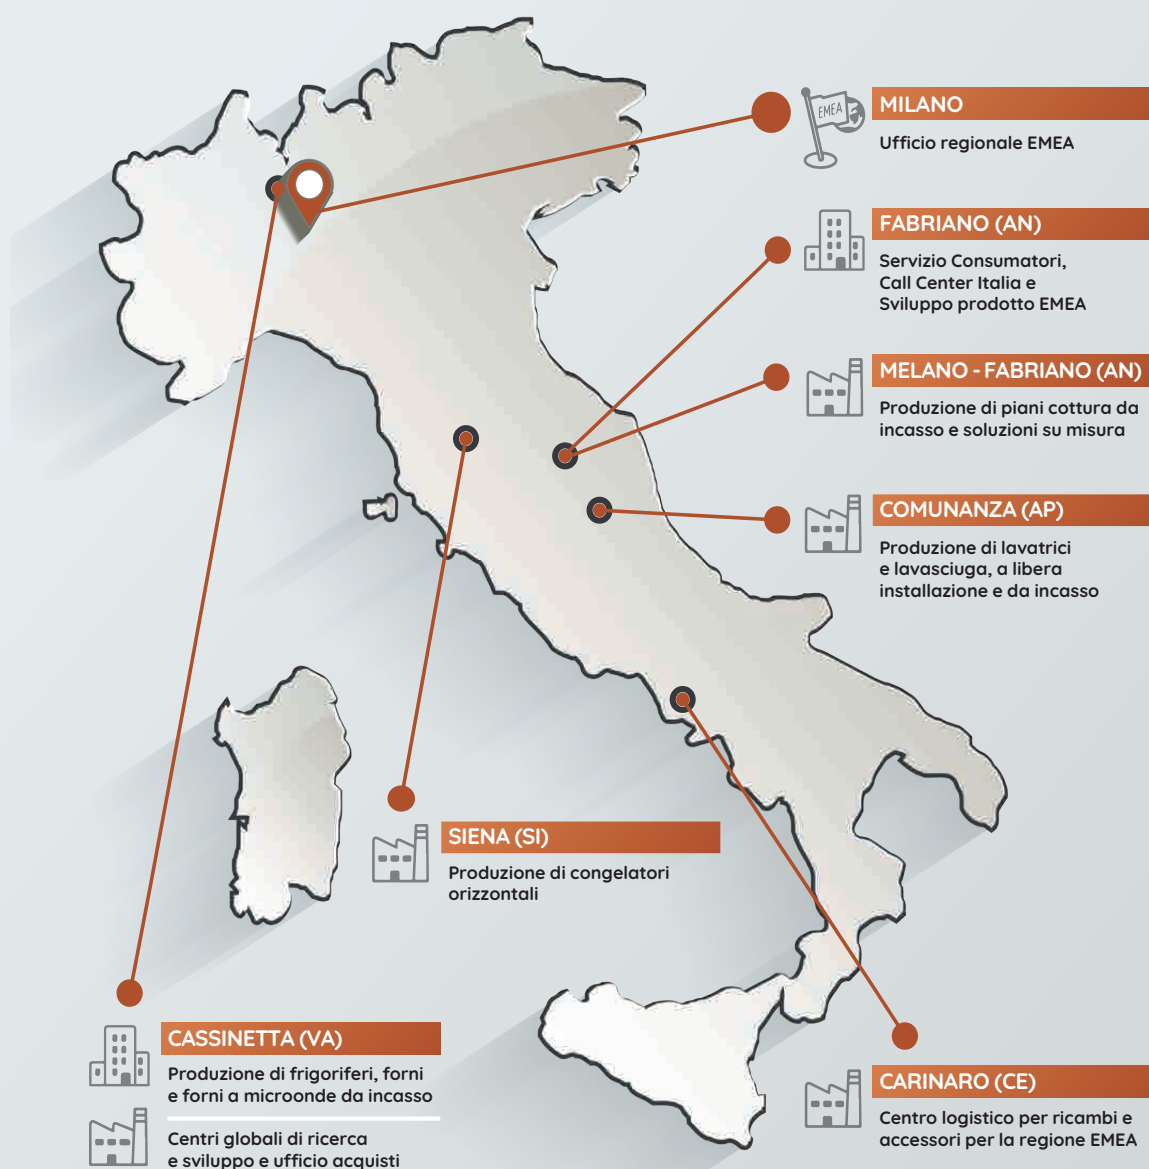 EMEA
MILANO
Ufficio regionale EMEA
FABRIANO (AN)
Servizio Consumatori,
Call Center Italia e
Sviluppo prodotto EMEA
MELANO - FABRIANO (AN)
Produzione di piani cottura da
incasso e soluzioni su misura
COMUNANZA (AP)
Produzione di lavatrici
e lavasciuga, a libera
installazione e da incasso
SIENA (SI)
Produzione di congelatori
orizzontali
CASSINETTA (VA)
Produzione di frigoriferi, forni
e forni a microonde da incasso
Centri globali di ricerca
e sviluppo e ufficio acquisti
CARINARO (CE)
Centro logistico per ricambi e
accessori per la regione EMEA